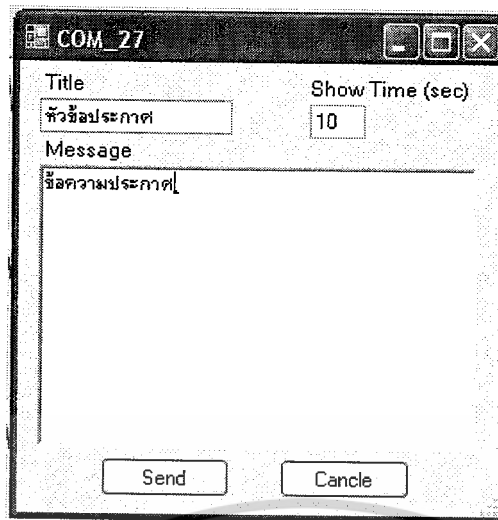 COM_27
Title
Show Time (sec)
หัวข้อประกาศ
10
Message
ข้อความประกาศ
Send
Cancle